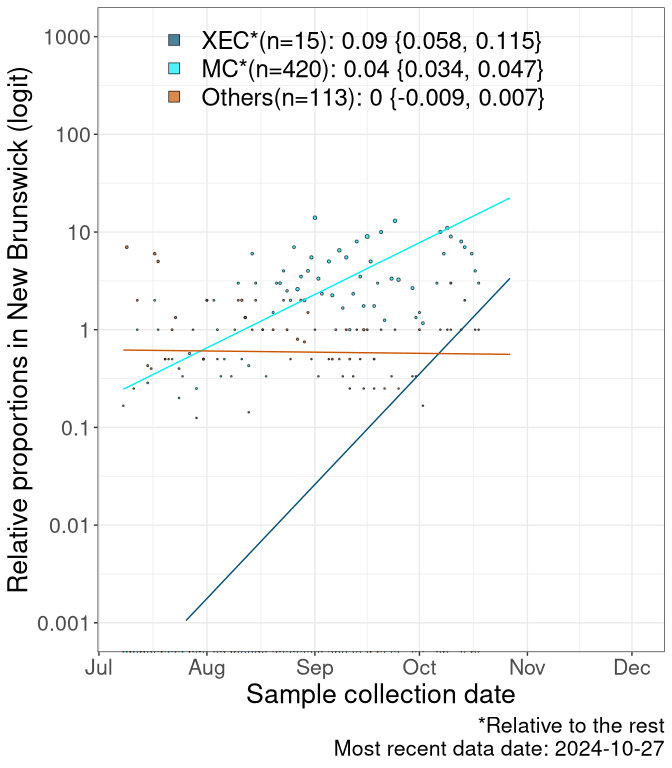 XEC*(n=15): 0.09 {0.058, 0.115}
MC*(n=420): 0.04 {0.034, 0.047}
Others(n=113): 0 {-0.009, 0.007}
Relative proportions in New Brunswick (logit)
1000
100
10
1
0.1
0.01
0.001
Jul Aug Sep Oct Nov Dec
Sample collection date
*Relative to the rest
Most recent data date: 2024-10-27